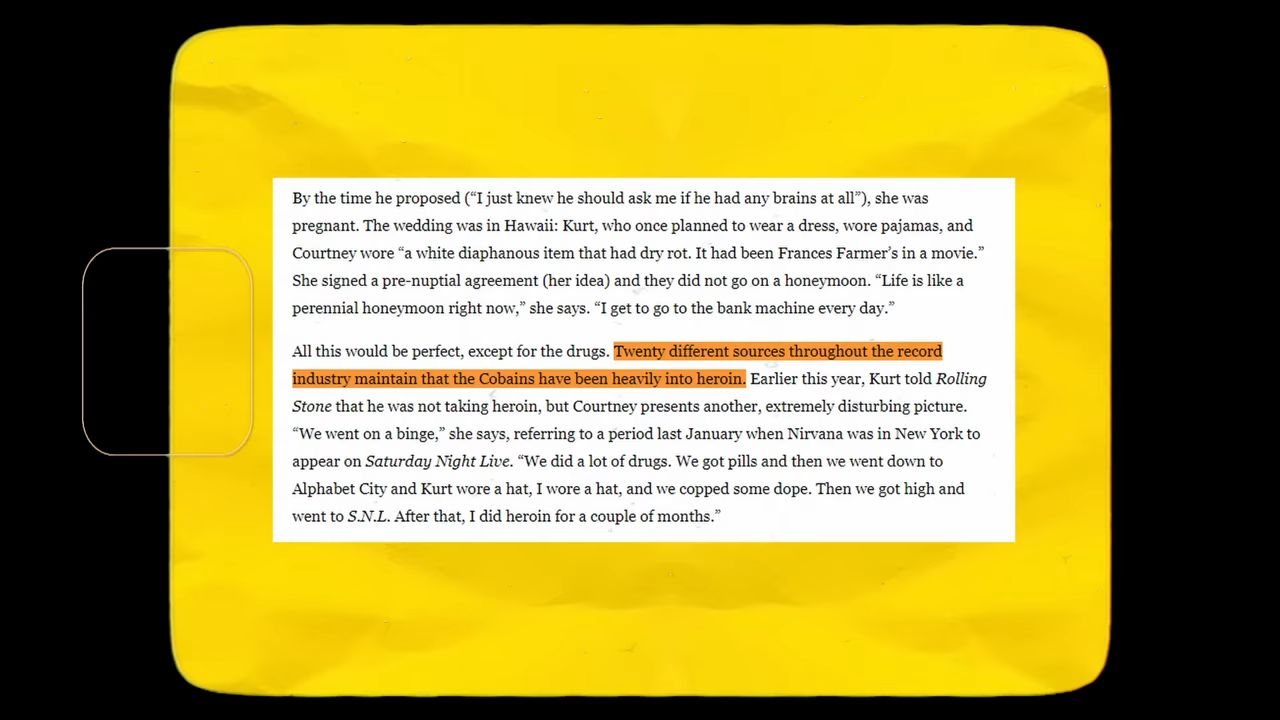 By the time he proposed (“I just knew he should ask me if he had any brains at all”), she was
pregnant. The wedding was in Hawaii: Kurt, who once planned to wear a dress, wore pajamas, and
Courtney wore “a white diaphanous item that had dry rot. It had been Frances Farmer’s in a movie.”
She signed a pre-nuptial agreement (her idea) and they did not go on a honeymoon. “Life is like a
perennial honeymoon right now,” she says. “I get to go to the bank machine every day.”
All this would be perfect, except for the drugs. Twenty different sources throughout the record
industry maintain that the Cobains have been heavily into heroin. Earlier this year, Kurt told Rolling
Stone that he was not taking heroin, but Courtney presents another, extremely disturbing picture.
“We went on a binge,” she says, referring to a period last January when Nirvana was in New York to
appear on Saturday Night Live. “We did a lot of drugs. We got pills and then we went down to
Alphabet City and Kurt wore a hat, I wore a hat, and we copped some dope. Then we got high and
went to S.N.L. After that, I did heroin for a couple of months.”